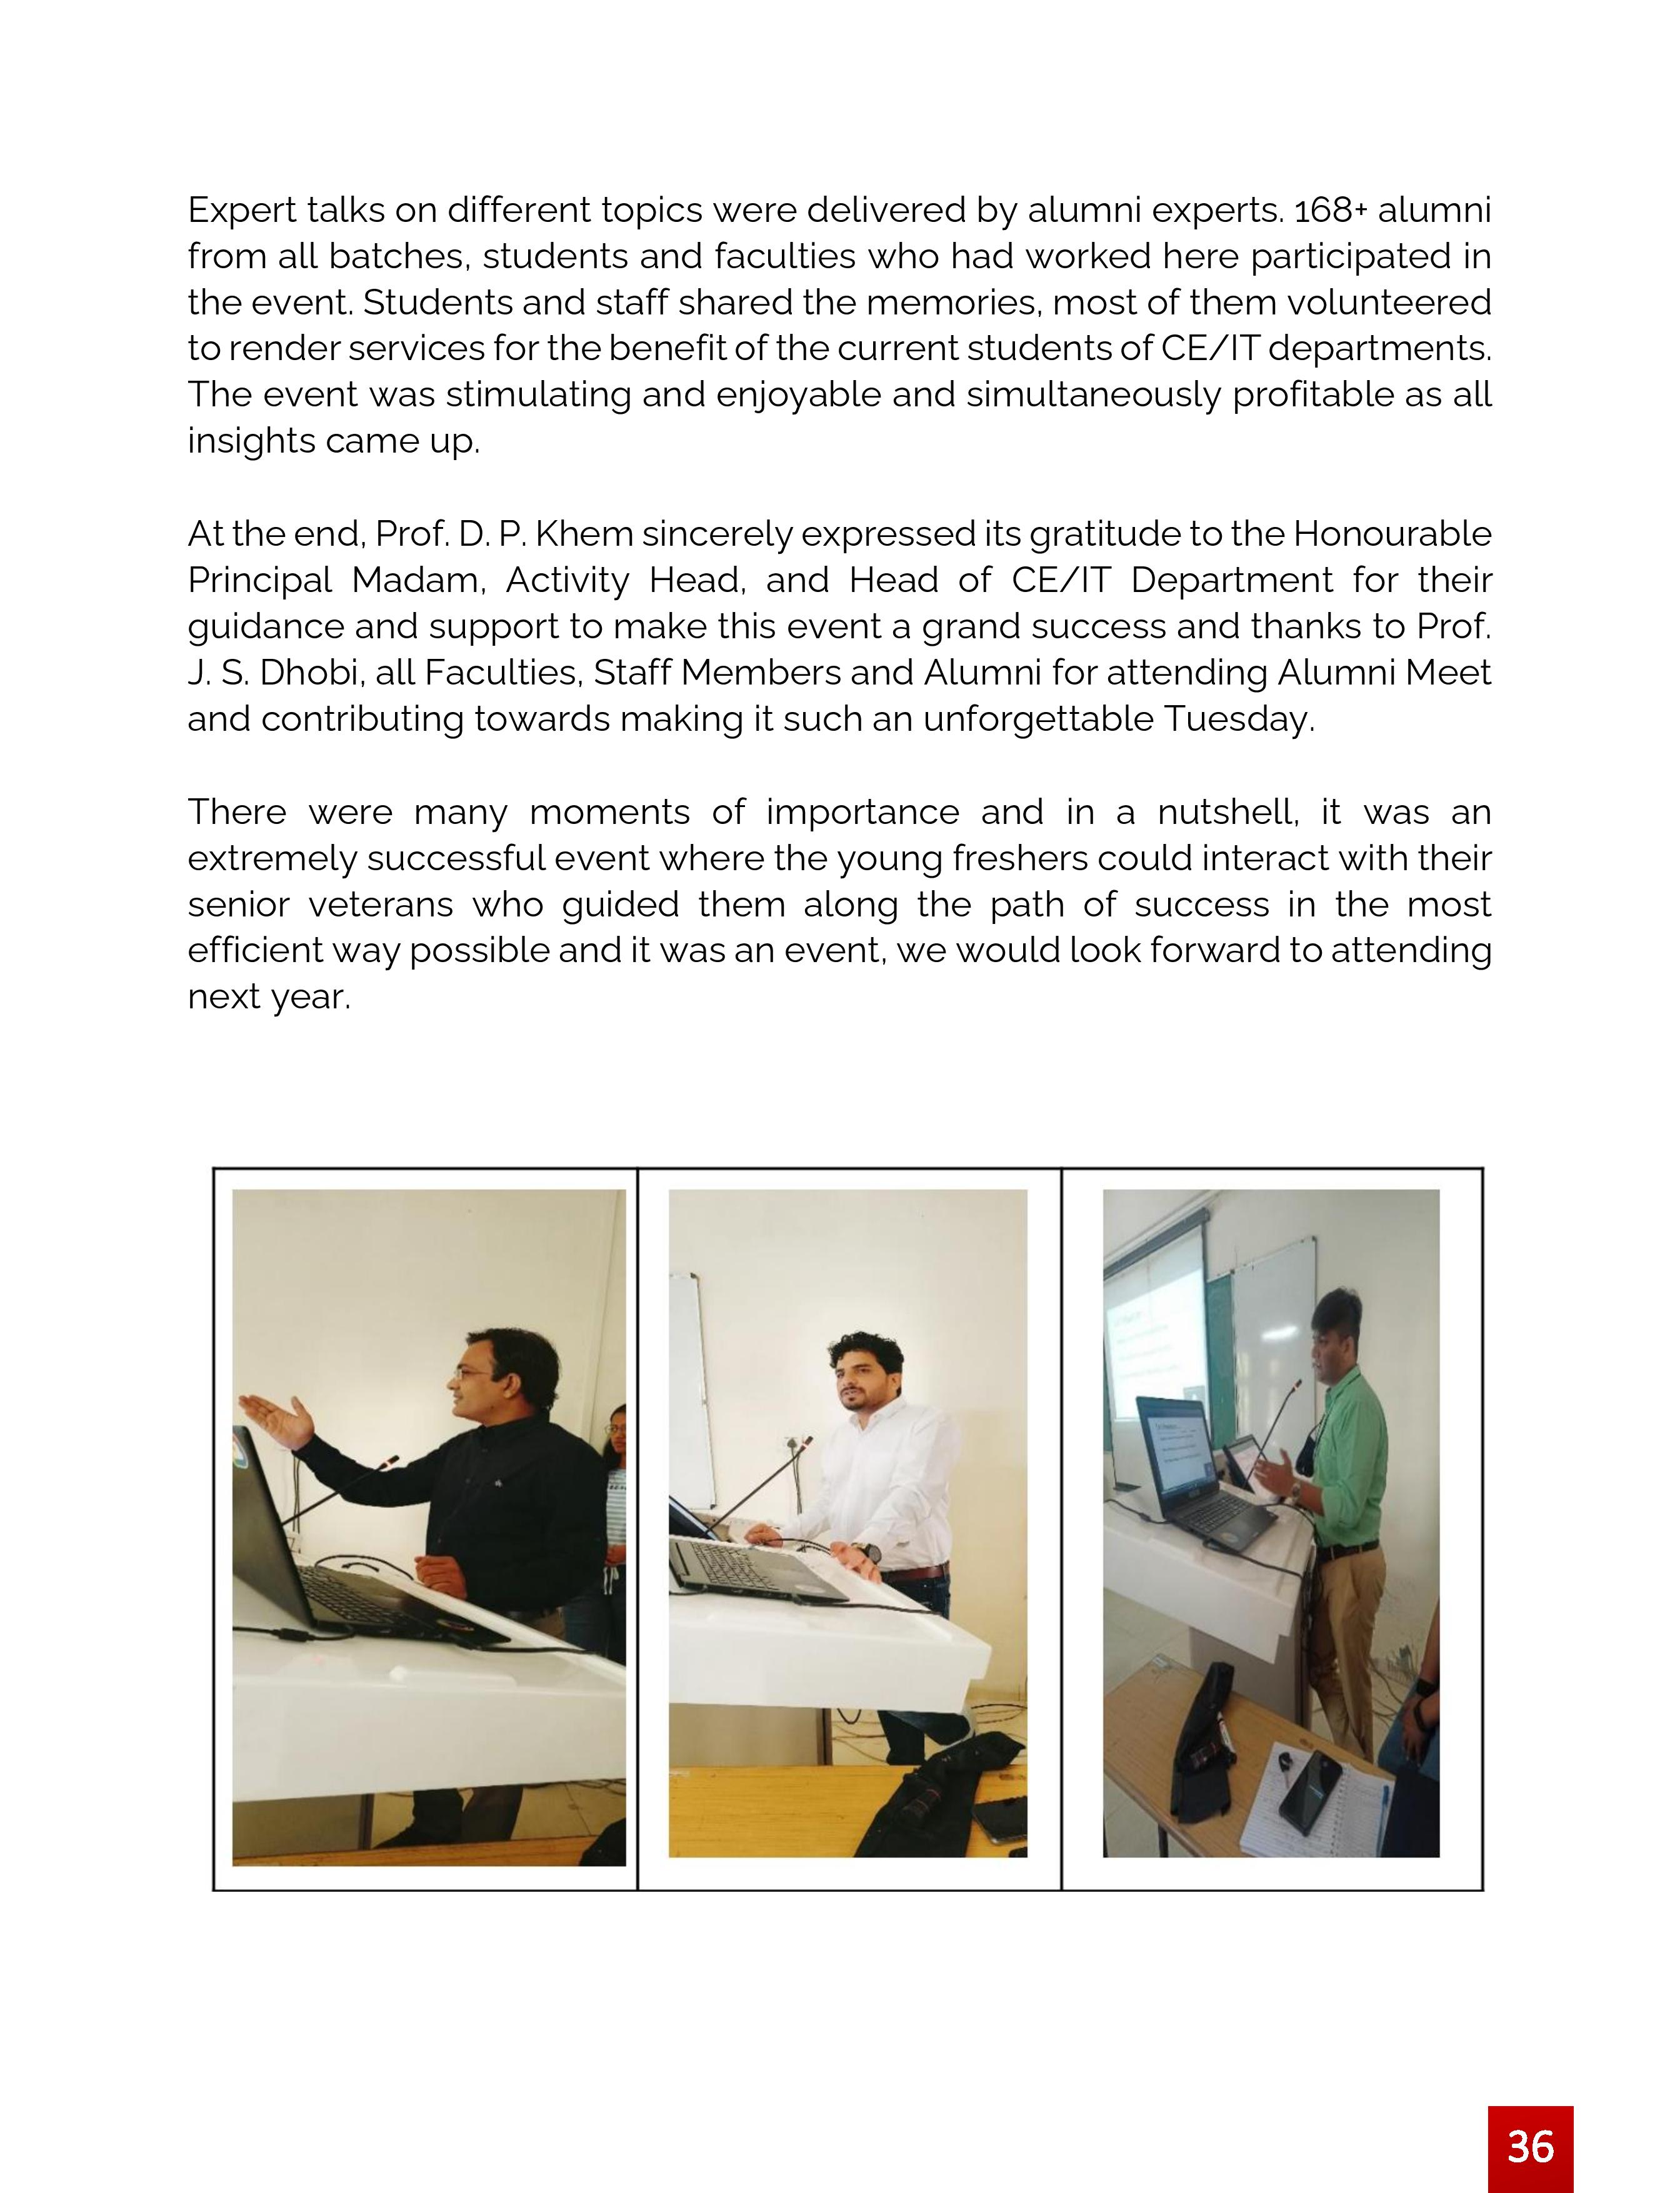 Expert talks on different topics were delivered by alumni experts. 168+ alumni
from all batches, students and faculties who had worked here participated in
the event. Students and staff shared the memories, most of them volunteered
to render services for the benefit of the current students of CE/IT departments.
The event was stimulating and enjoyable and simultaneously profitable as all
insights came up.
At the end, Prof. D. P. Khem sincerely expressed its gratitude to the Honourable
Principal Madam, Activity Head, and Head of CE/IT Department for their
guidance and support to make this event a grand success and thanks to Prof.
J. S. Dhobi, all Faculties, Staff Members and Alumni for attending Alumni Meet
and contributing towards making it such an unforgettable Tuesday.
There were many moments of importance and in a nutshell, it was an
extremely successful event where the young freshers could interact with their
senior veterans who guided them along the path of success in the most
efficient way possible and it was an event, we would look forward to attending
next year.
36